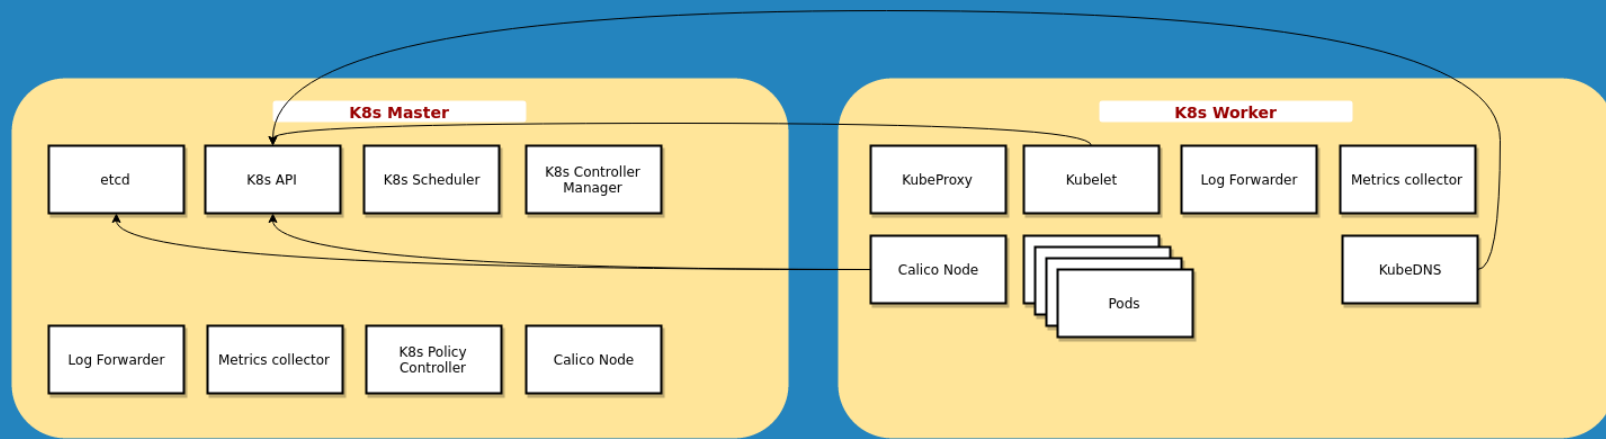 K8s Master
etcd
K8s API
K8s Scheduler
K8s Controller
Manager
Log Forwarder
Metrics collector
K8s Policy
Controller
Calico Node
K8s Worker
KubeProxy
Kubelet
Log Forwarder
Metrics collector
Calico Node
Pods
KubeDNS